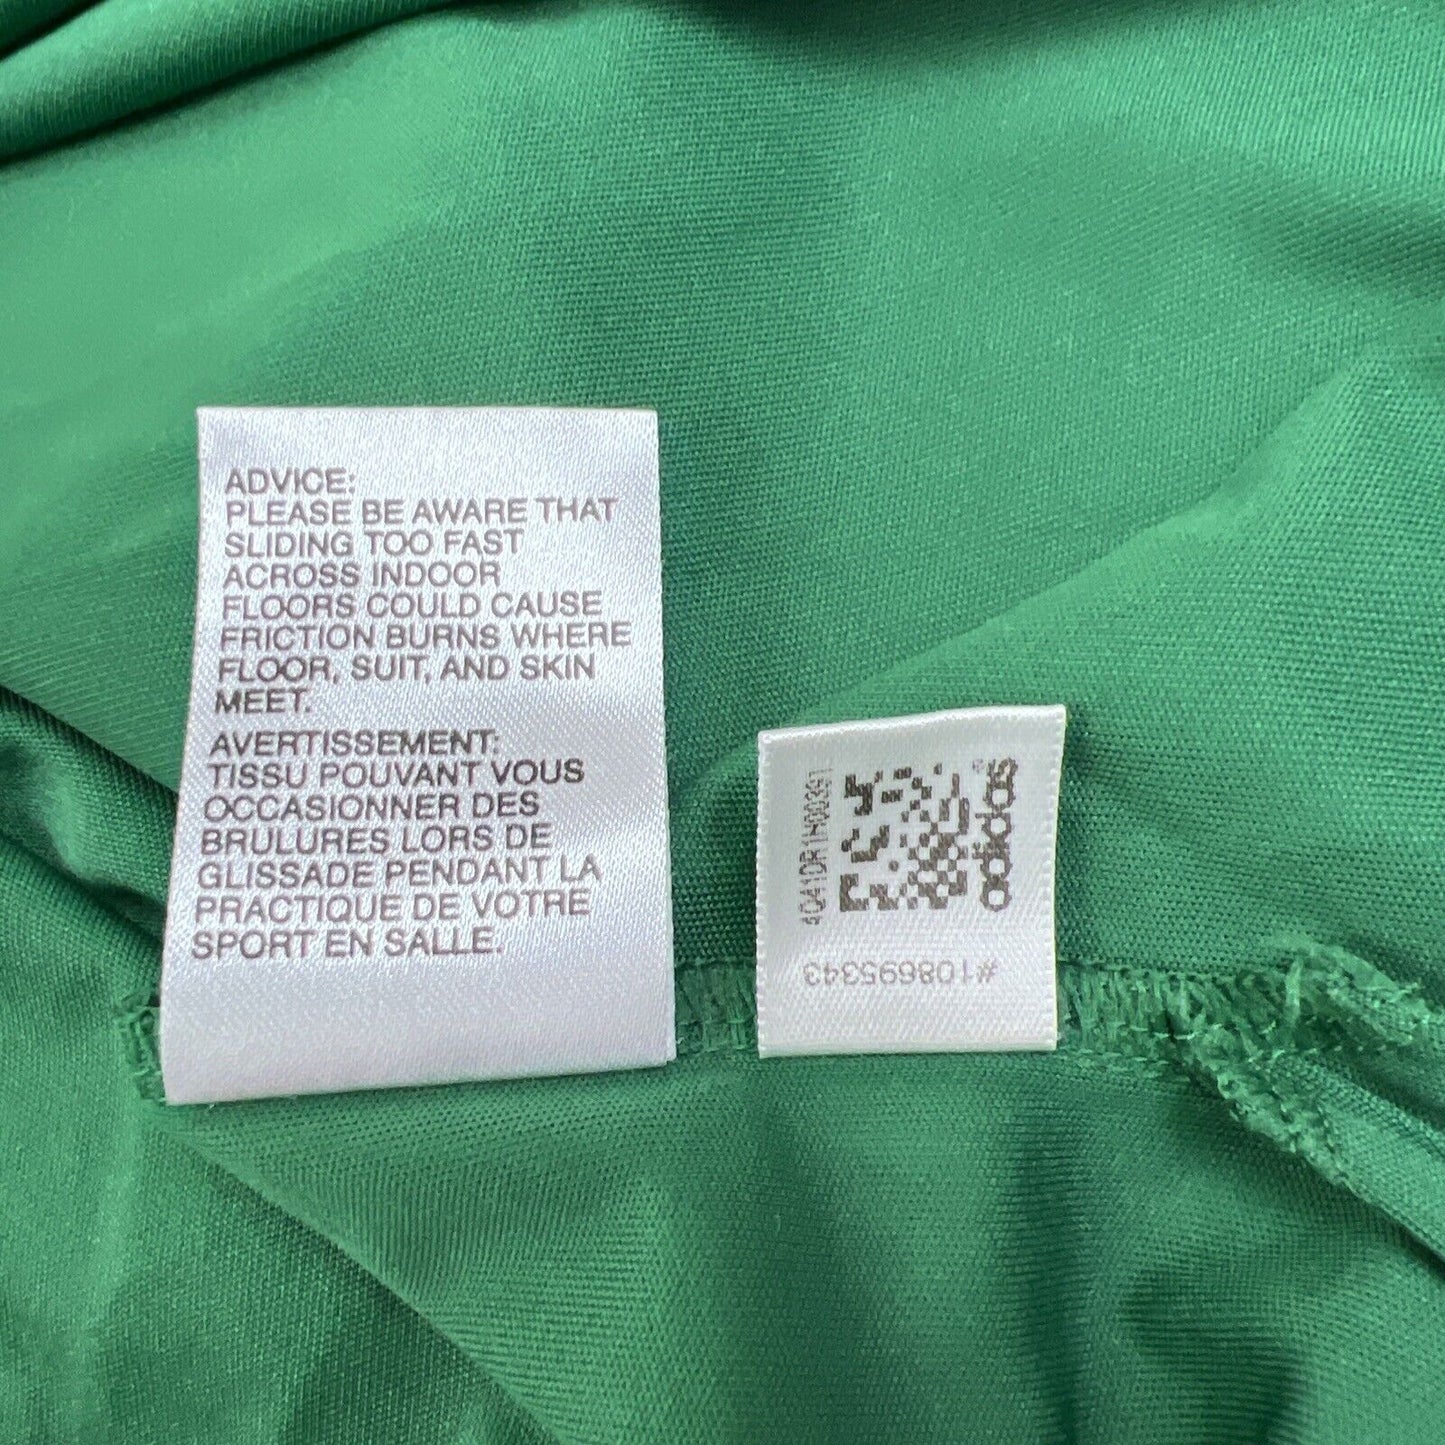 ADVICE:
PLEASE BE AWARE THAT
SLIDING TOO FAST
ACROSS INDOOR
FLOORS COULD CAUSE
FRICTION BURNS WHERE
FLOOR, SUIT, AND SKIN
MEET.
AVERTISSEMENT:
TISSU POUVANT VOUS
OCCASIONNER DES
BRULURES LORS DE
GLISSADE PENDANT LA
PRACTIQUE DE VOTRE
SPORT EN SALLE.
adidas
#108695343